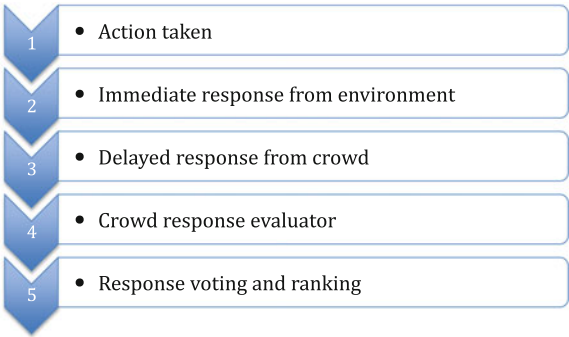 1 • Action taken
2 • Immediate response from environment
3 • Delayed response from crowd
4 • Crowd response evaluator
5 • Response voting and ranking